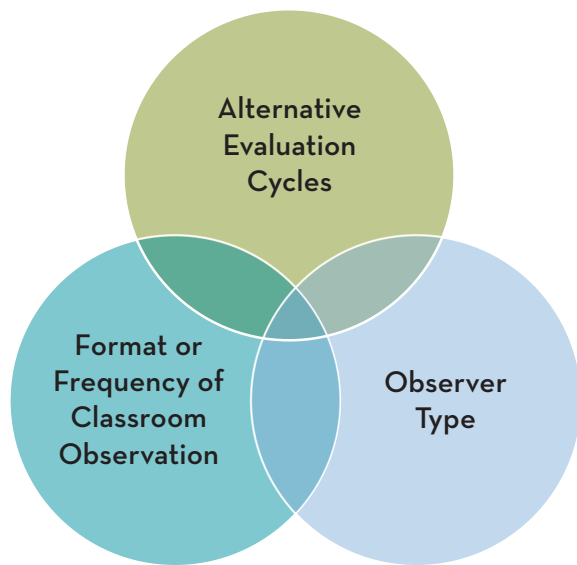 Alternative
Evaluation
Cycles
Format or
Frequency of
Classroom
Observation
Observer
Type